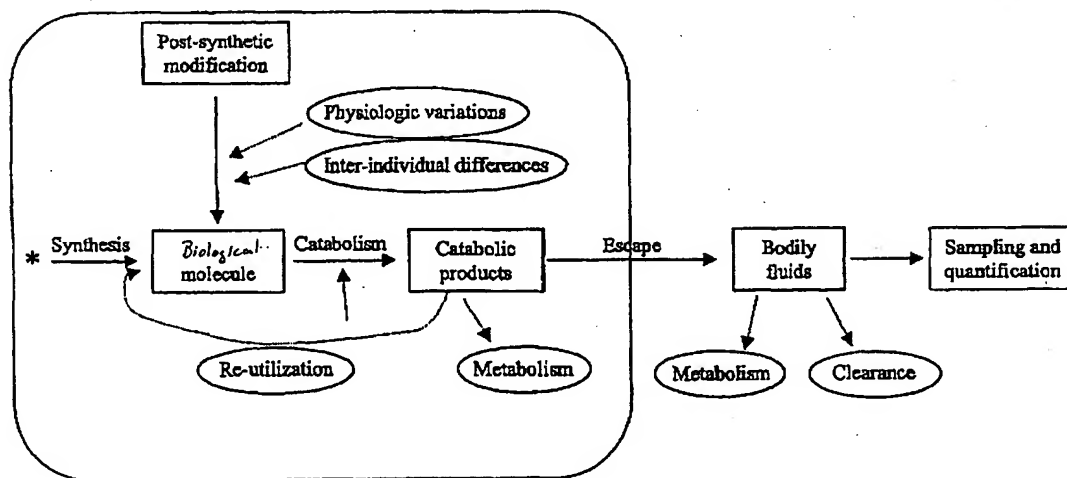 Post-synthetic
modification
Physiologic variations
Inter-individual differences
* Synthesis
Biological
molecule
Catabolism
Catabolic
products
Escape
Bodily
fluids
Sampling and
quantification
Re-utilization
Metabolism
Metabolism
Clearance